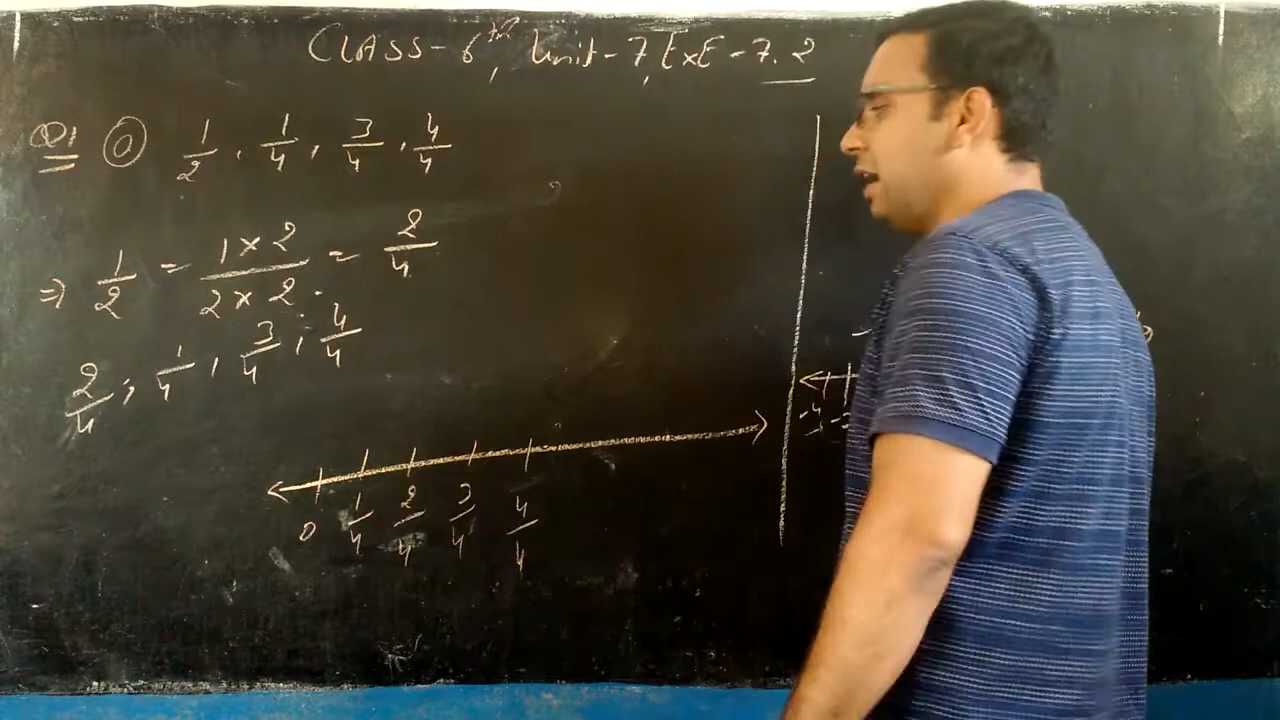 CLASS-6th, Unit-7, ExE-7.2
Q1 (a) 1/2, 1/4, 3/4, 4/4
⇒ 1/2 = 1×2/2×2 = 2/4
2/4, 1/4, 3/4, 4/4
0 1/4 2/4 3/4 4/4